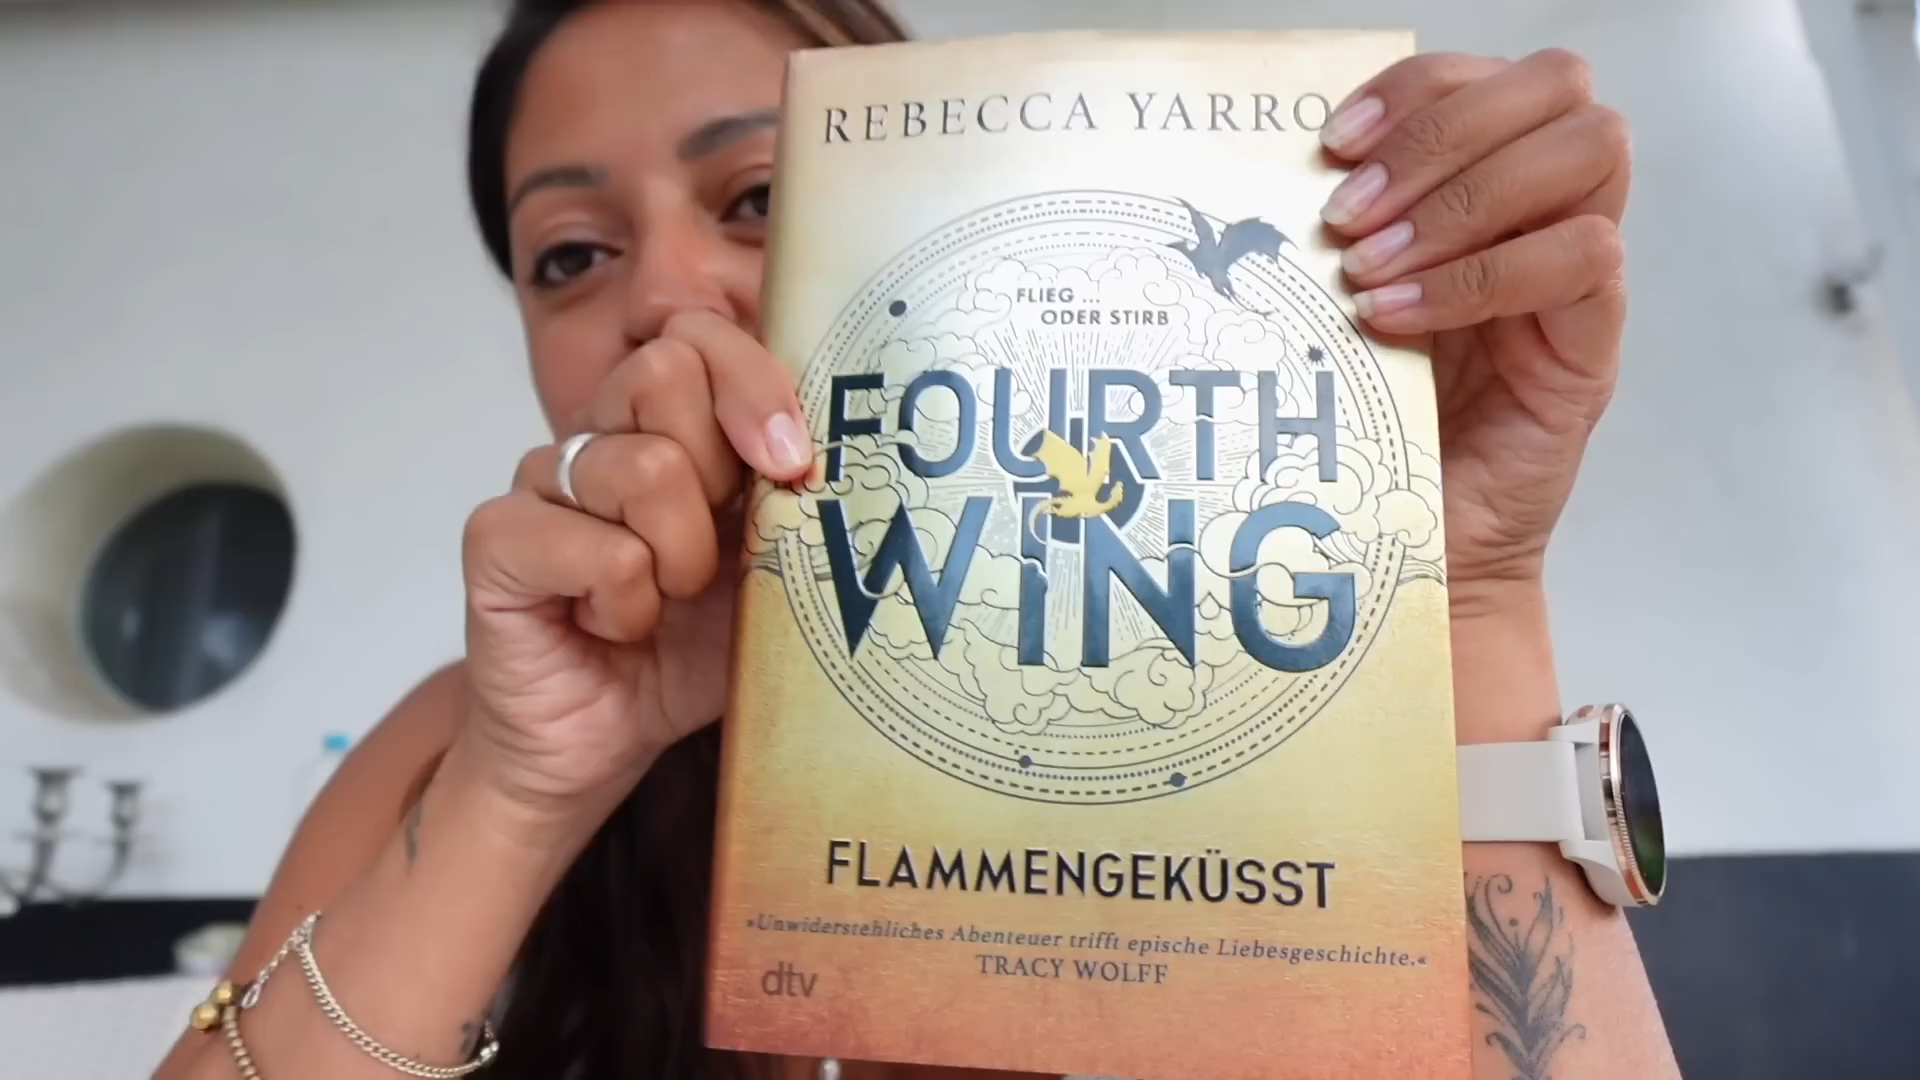 REBECCA YARRO
FLIEG ...
ODER STIRB
FOURTH
WING
FLAMMENGEKÜSST
»Unwiderstehliches Abenteuer trifft epische Liebesgeschichte.«
TRACY WOLFF
dtv